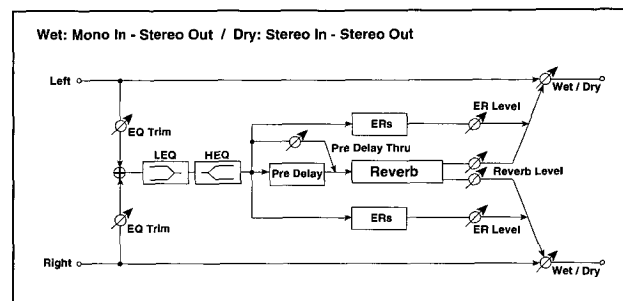 Wet: Mono In - Stereo Out / Dry: Stereo In - Stereo Out
Left
Wet / Dry
ER Level
EQ Trim
ERs
Pre Delay Thru
LEQ
HEQ
Pre Delay
Reverb
Reverb Level
EQ Trim
ERs
ER Level
Right
Wet / Dry